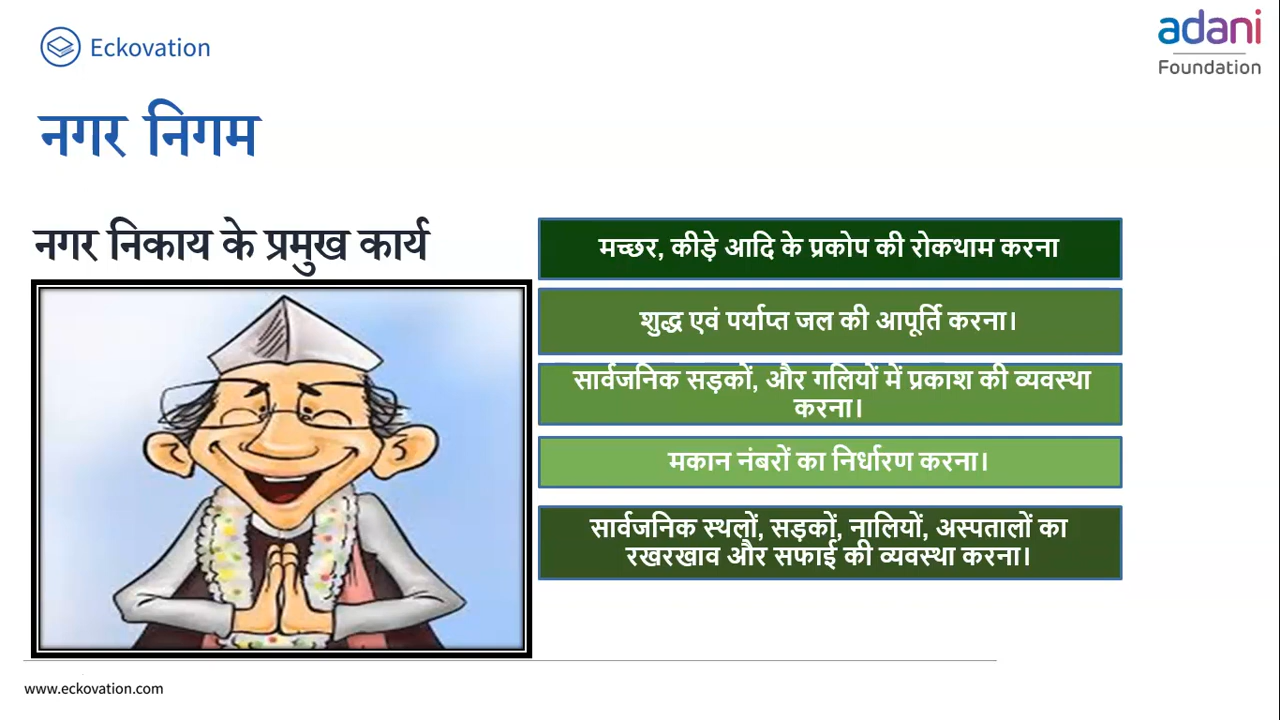 Eckovation
adani
Foundation
नगर निगम
नगर निकाय के प्रमुख कार्य
मच्छर, कीड़े आदि के प्रकोप की रोकथाम करना
शुद्ध एवं पर्याप्त जल की आपूर्ति करना।
सार्वजनिक सड़कों, और गलियों में प्रकाश की व्यवस्था
करना।
मकान नंबरों का निर्धारण करना।
सार्वजनिक स्थलों, सड़कों, नालियों, अस्पतालों का
रखरखाव और सफाई की व्यवस्था करना।
www.eckovation.com